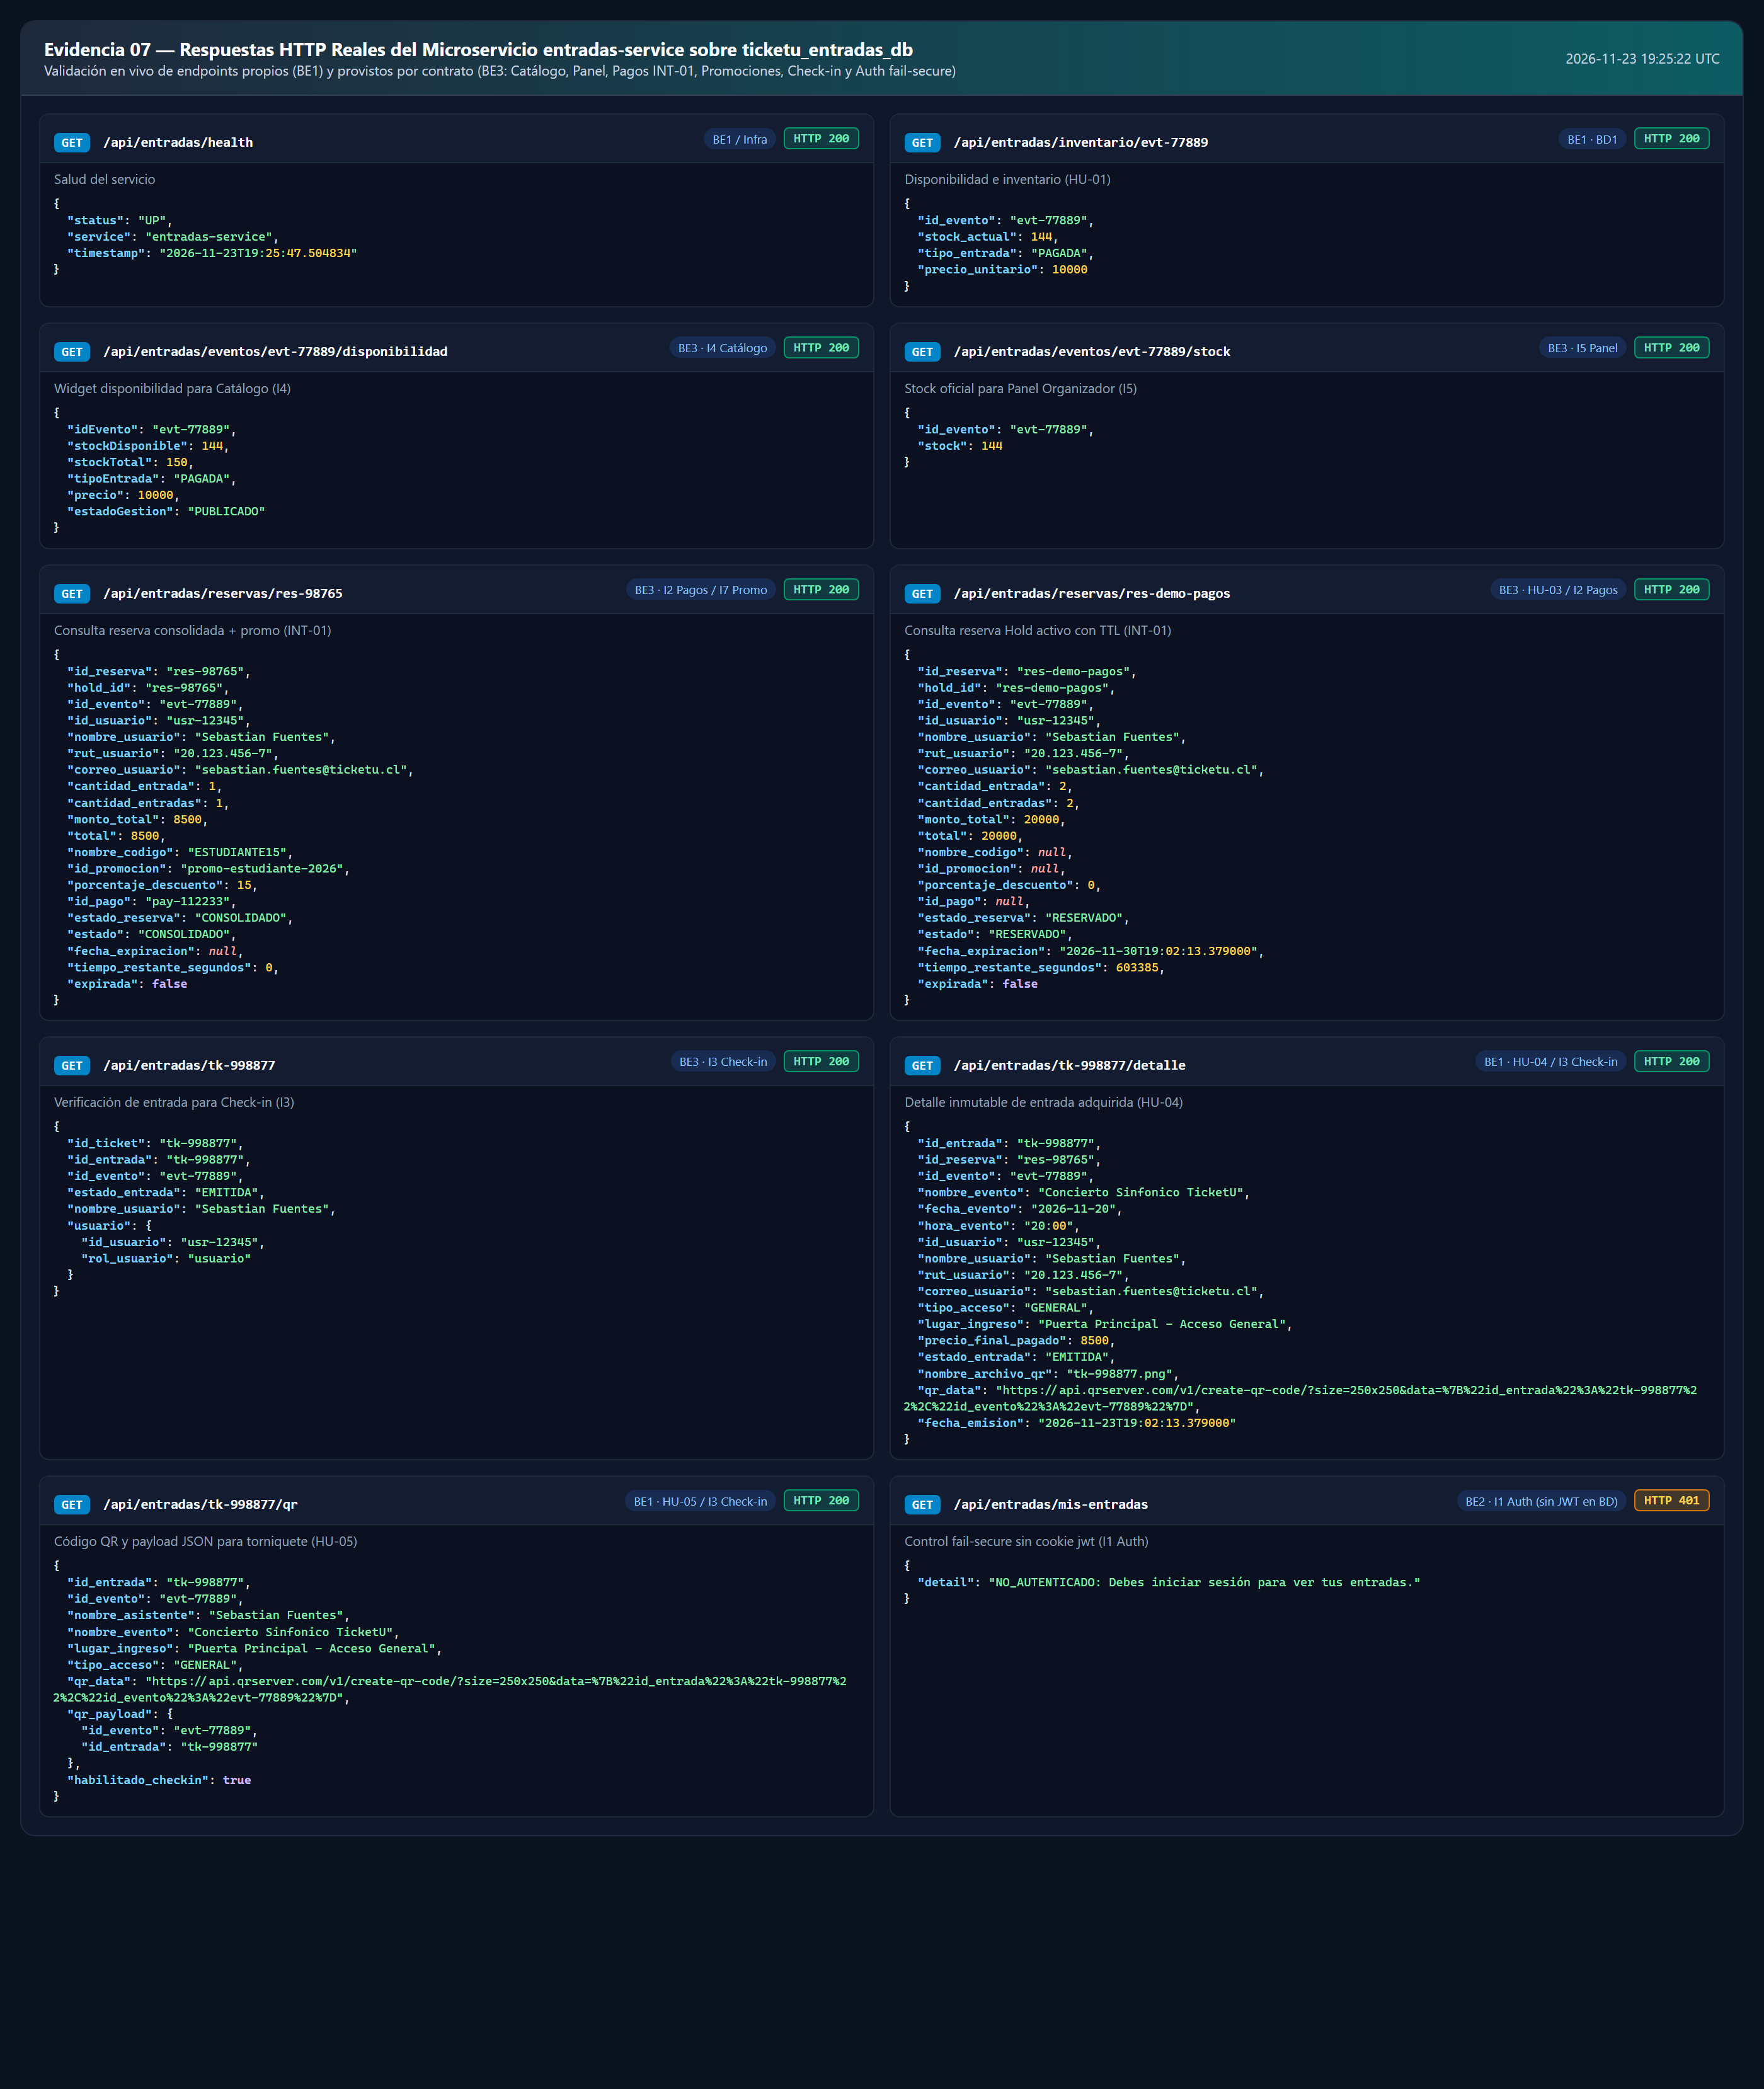 Evidencia 07 — Respuestas HTTP Reales del Microservicio entradas-service sobre ticketu_entradas_db
Validación en vivo de endpoints propios (BE1) y provistos por contrato (BE3: Catálogo, Panel, Pagos INT-01, Promociones, Check-in y Auth fail-secure)
2026-11-23 19:25:22 UTC
GET /api/entradas/health BE1 / Infra HTTP 200
Salud del servicio
{
  "status": "UP",
  "service": "entradas-service",
  "timestamp": "2026-11-23T19:25:47.504834"
}
GET /api/entradas/inventario/evt-77889 BE1 · BD1 HTTP 200
Disponibilidad e inventario (HU-01)
{
  "id_evento": "evt-77889",
  "stock_actual": 144,
  "tipo_entrada": "PAGADA",
  "precio_unitario": 10000
}
GET /api/entradas/eventos/evt-77889/disponibilidad BE3 · I4 Catálogo HTTP 200
Widget disponibilidad para Catálogo (I4)
{
  "idEvento": "evt-77889",
  "stockDisponible": 144,
  "stockTotal": 150,
  "tipoEntrada": "PAGADA",
  "precio": 10000,
  "estadoGestion": "PUBLICADO"
}
GET /api/entradas/eventos/evt-77889/stock BE3 · I5 Panel HTTP 200
Stock oficial para Panel Organizador (I5)
{
  "id_evento": "evt-77889",
  "stock": 144
}
GET /api/entradas/reservas/res-98765 BE3 · I2 Pagos / I7 Promo HTTP 200
Consulta reserva consolidada + promo (INT-01)
{
  "id_reserva": "res-98765",
  "hold_id": "res-98765",
  "id_evento": "evt-77889",
  "id_usuario": "usr-12345",
  "nombre_usuario": "Sebastian Fuentes",
  "rut_usuario": "20.123.456-7",
  "correo_usuario": "sebastian.fuentes@ticketu.cl",
  "cantidad_entrada": 1,
  "cantidad_entradas": 1,
  "monto_total": 8500,
  "total": 8500,
  "nombre_codigo": "ESTUDIANTE15",
  "id_promocion": "promo-estudiante-2026",
  "porcentaje_descuento": 15,
  "id_pago": "pay-112233",
  "estado_reserva": "CONSOLIDADO",
  "estado": "CONSOLIDADO",
  "fecha_expiracion": null,
  "tiempo_restante_segundos": 0,
  "expirada": false
}
GET /api/entradas/reservas/res-demo-pagos BE3 · HU-03 / I2 Pagos HTTP 200
Consulta reserva Hold activo con TTL (INT-01)
{
  "id_reserva": "res-demo-pagos",
  "hold_id": "res-demo-pagos",
  "id_evento": "evt-77889",
  "id_usuario": "usr-12345",
  "nombre_usuario": "Sebastian Fuentes",
  "rut_usuario": "20.123.456-7",
  "correo_usuario": "sebastian.fuentes@ticketu.cl",
  "cantidad_entrada": 2,
  "cantidad_entradas": 2,
  "monto_total": 20000,
  "total": 20000,
  "nombre_codigo": null,
  "id_promocion": null,
  "porcentaje_descuento": 0,
  "id_pago": null,
  "estado_reserva": "RESERVADO",
  "estado": "RESERVADO",
  "fecha_expiracion": "2026-11-30T19:02:13.379000",
  "tiempo_restante_segundos": 603385,
  "expirada": false
}
GET /api/entradas/tk-998877 BE3 · I3 Check-in HTTP 200
Verificación de entrada para Check-in (I3)
{
  "id_ticket": "tk-998877",
  "id_entrada": "tk-998877",
  "id_evento": "evt-77889",
  "estado_entrada": "EMITIDA",
  "nombre_usuario": "Sebastian Fuentes",
  "usuario": {
    "id_usuario": "usr-12345",
    "rol_usuario": "usuario"
  }
}
GET /api/entradas/tk-998877/detalle BE1 · HU-04 / I3 Check-in HTTP 200
Detalle inmutable de entrada adquirida (HU-04)
{
  "id_entrada": "tk-998877",
  "id_reserva": "res-98765",
  "id_evento": "evt-77889",
  "nombre_evento": "Concierto Sinfonico TicketU",
  "fecha_evento": "2026-11-20",
  "hora_evento": "20:00",
  "id_usuario": "usr-12345",
  "nombre_usuario": "Sebastian Fuentes",
  "rut_usuario": "20.123.456-7",
  "correo_usuario": "sebastian.fuentes@ticketu.cl",
  "tipo_acceso": "GENERAL",
  "lugar_ingreso": "Puerta Principal - Acceso General",
  "precio_final_pagado": 8500,
  "estado_entrada": "EMITIDA",
  "nombre_archivo_qr": "tk-998877.png",
  "qr_data": "https://api.qrserver.com/v1/create-qr-code/?size=250x250&data=%7B%22id_entrada%22%3A%22tk-998877%2
2%2C%22id_evento%22%3A%22evt-77889%22%7D",
  "fecha_emision": "2026-11-23T19:02:13.379000"
}
GET /api/entradas/tk-998877/qr BE1 · HU-05 / I3 Check-in HTTP 200
Código QR y payload JSON para torniquete (HU-05)
{
  "id_entrada": "tk-998877",
  "id_evento": "evt-77889",
  "nombre_asistente": "Sebastian Fuentes",
  "nombre_evento": "Concierto Sinfonico TicketU",
  "lugar_ingreso": "Puerta Principal - Acceso General",
  "tipo_acceso": "GENERAL",
  "qr_data": "https://api.qrserver.com/v1/create-qr-code/?size=250x250&data=%7B%22id_entrada%22%3A%22tk-998877%2
2%2C%22id_evento%22%3A%22evt-77889%22%7D",
  "qr_payload": {
    "id_evento": "evt-77889",
    "id_entrada": "tk-998877"
  },
  "habilitado_checkin": true
}
GET /api/entradas/mis-entradas BE2 · I1 Auth (sin JWT en BD) HTTP 401
Control fail-secure sin cookie jwt (I1 Auth)
{
  "detail": "NO_AUTENTICADO: Debes iniciar sesión para ver tus entradas."
}